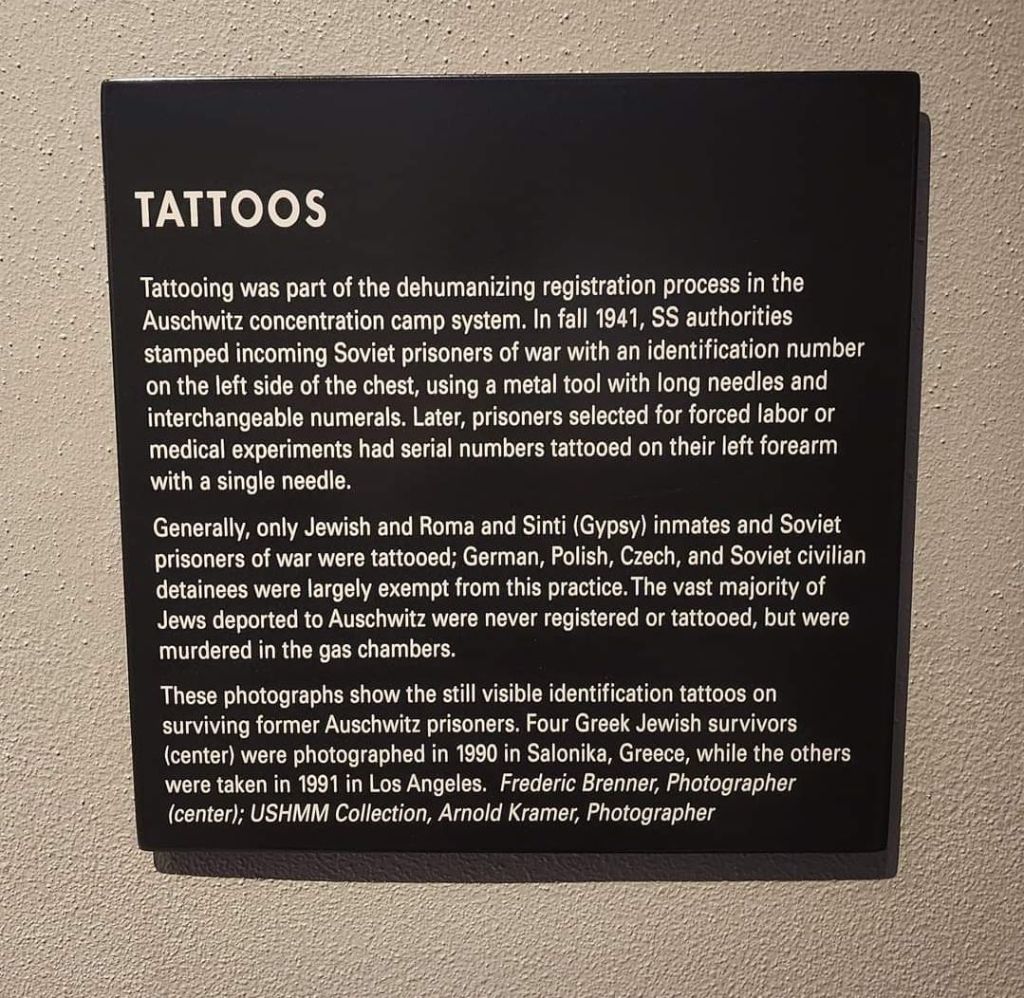 TATTOOS
Tattooing was part of the dehumanizing registration process in the
Auschwitz concentration camp system. In fall 1941, SS authorities
stamped incoming Soviet prisoners of war with an identification number
on the left side of the chest, using a metal tool with long needles and
interchangeable numerals. Later, prisoners selected for forced labor or
medical experiments had serial numbers tattooed on their left forearm
with a single needle.
Generally, only Jewish and Roma and Sinti (Gypsy) inmates and Soviet
prisoners of war were tattooed; German, Polish, Czech, and Soviet civilian
detainees were largely exempt from this practice. The vast majority of
Jews deported to Auschwitz were never registered or tattooed, but were
murdered in the gas chambers.
These photographs show the still visible identification tattoos on
surviving former Auschwitz prisoners. Four Greek Jewish survivors
(center) were photographed in 1990 in Salonika, Greece, while the others
were taken in 1991 in Los Angeles. Frederic Brenner, Photographer
(center); USHMM Collection, Arnold Kramer, Photographer